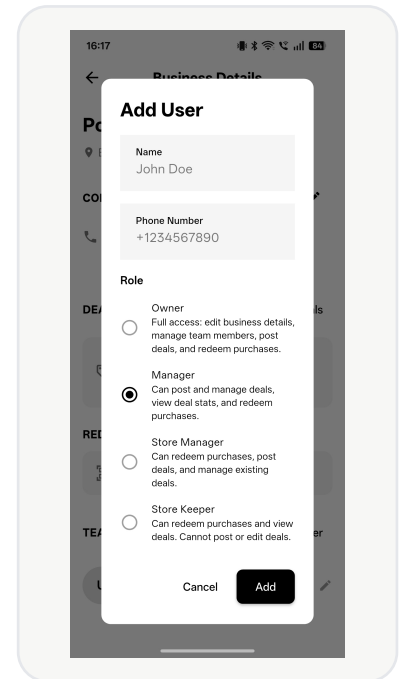 16:17
84
Business Details
Add User
Name
John Doe
Phone Number
+1234567890
Role
Owner
Full access: edit business details,
manage team members, post
deals, and redeem purchases.
Manager
Can post and manage deals,
view deal stats, and redeem
purchases.
Store Manager
Can redeem purchases, post
deals, and manage existing
deals.
Store Keeper
Can redeem purchases and view
deals. Cannot post or edit deals.
Cancel
Add